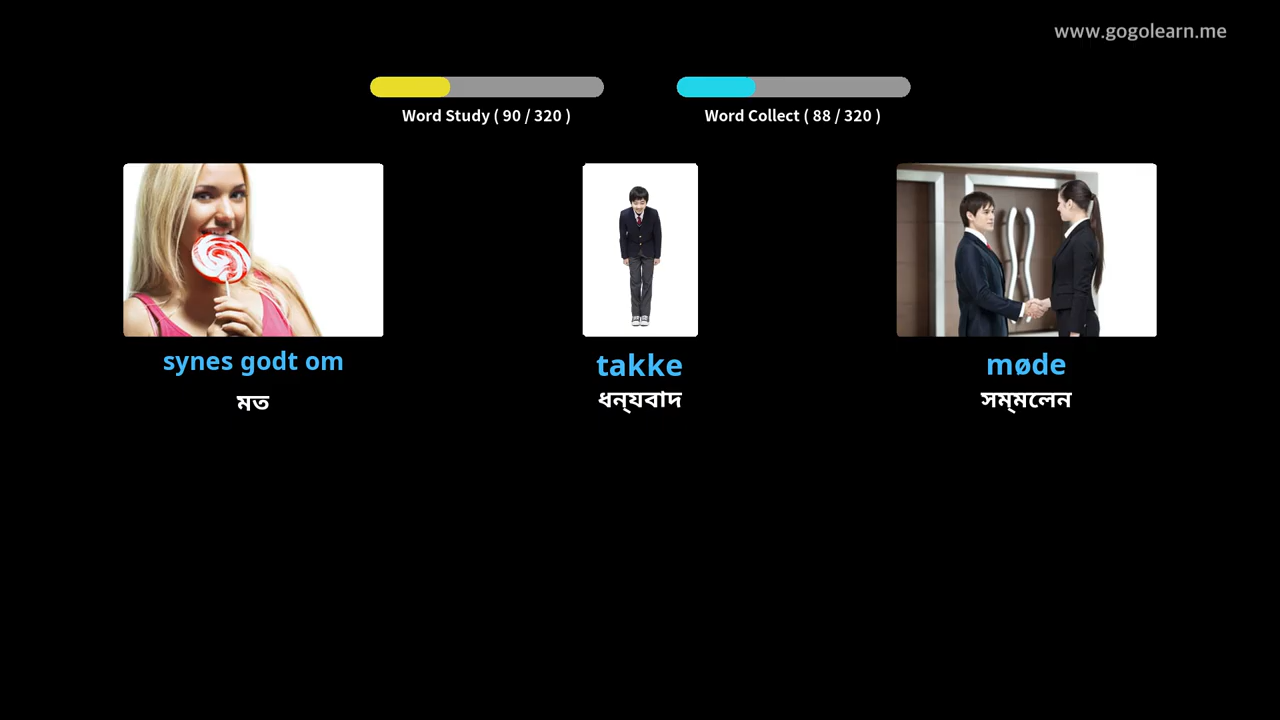 www.gogolearn.me
Word Study ( 90 / 320 )
Word Collect ( 88 / 320 )
synes godt om
takke
møde
মত
ধন্যবাদ
সম্মলেন